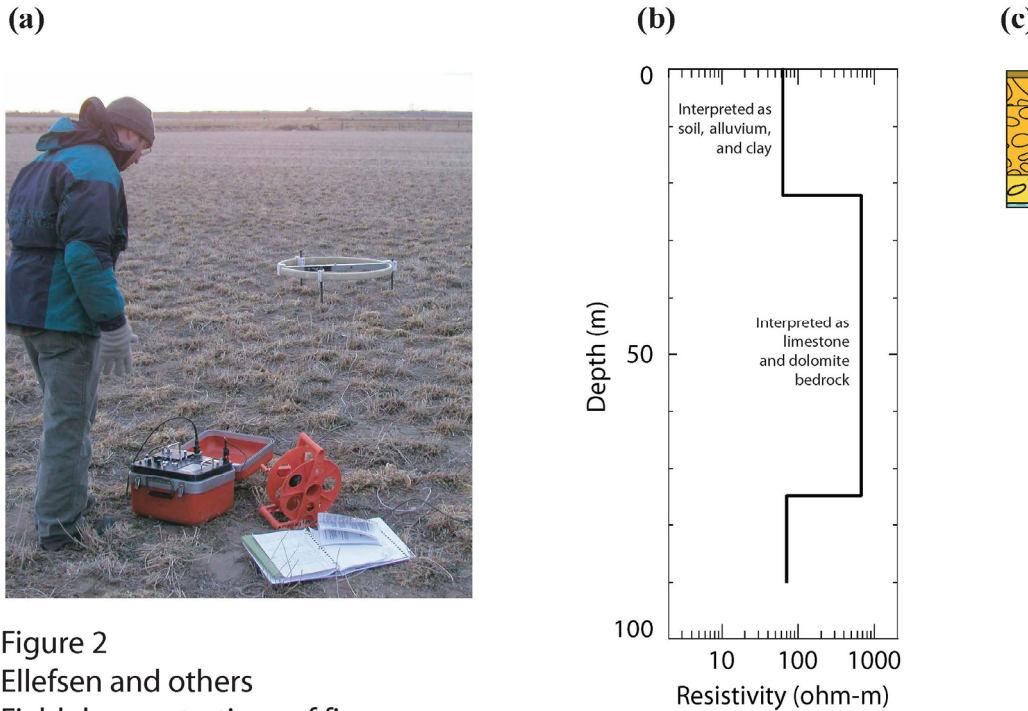 (a)
(b)
(c)
0
Interpreted as
soil, alluvium,
and clay
Interpreted as
limestone
and dolomite
bedrock
Depth (m)
50
100
10 100 1000
Resistivity (ohm-m)
Figure 2
Ellefsen and others